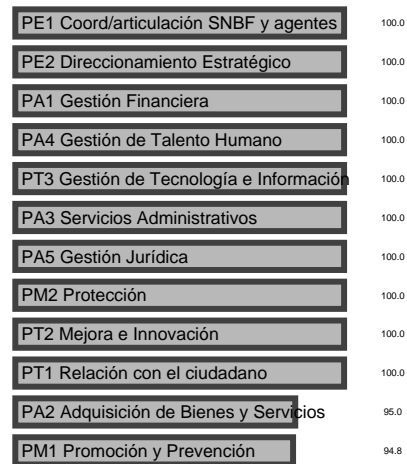 PE1 Coord/articulación SNBF y agentes 100.0
PE2 Direccionamiento Estratégico 100.0
PA1 Gestión Financiera 100.0
PA4 Gestión de Talento Humano 100.0
PT3 Gestión de Tecnología e Información 100.0
PA3 Servicios Administrativos 100.0
PA5 Gestión Jurídica 100.0
PM2 Protección 100.0
PT2 Mejora e Innovación 100.0
PT1 Relación con el ciudadano 100.0
PA2 Adquisición de Bienes y Servicios 95.0
PM1 Promoción y Prevención 94.8